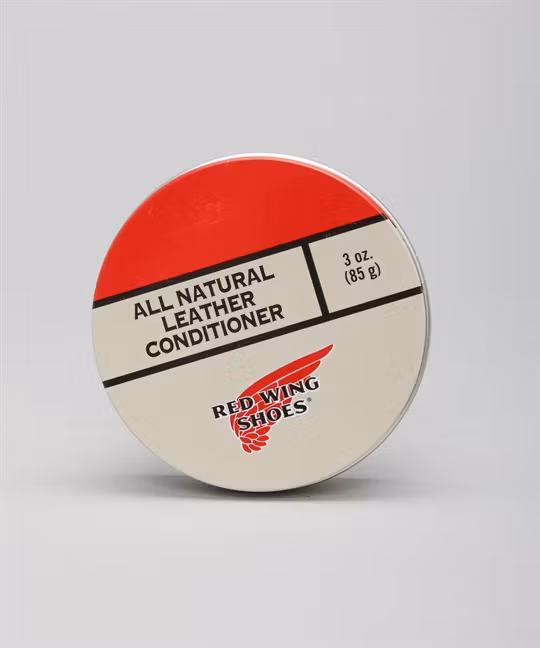 ALL NATURAL
LEATHER
CONDITIONER
3 oz.
(85 g)
RED WING
SHOES®